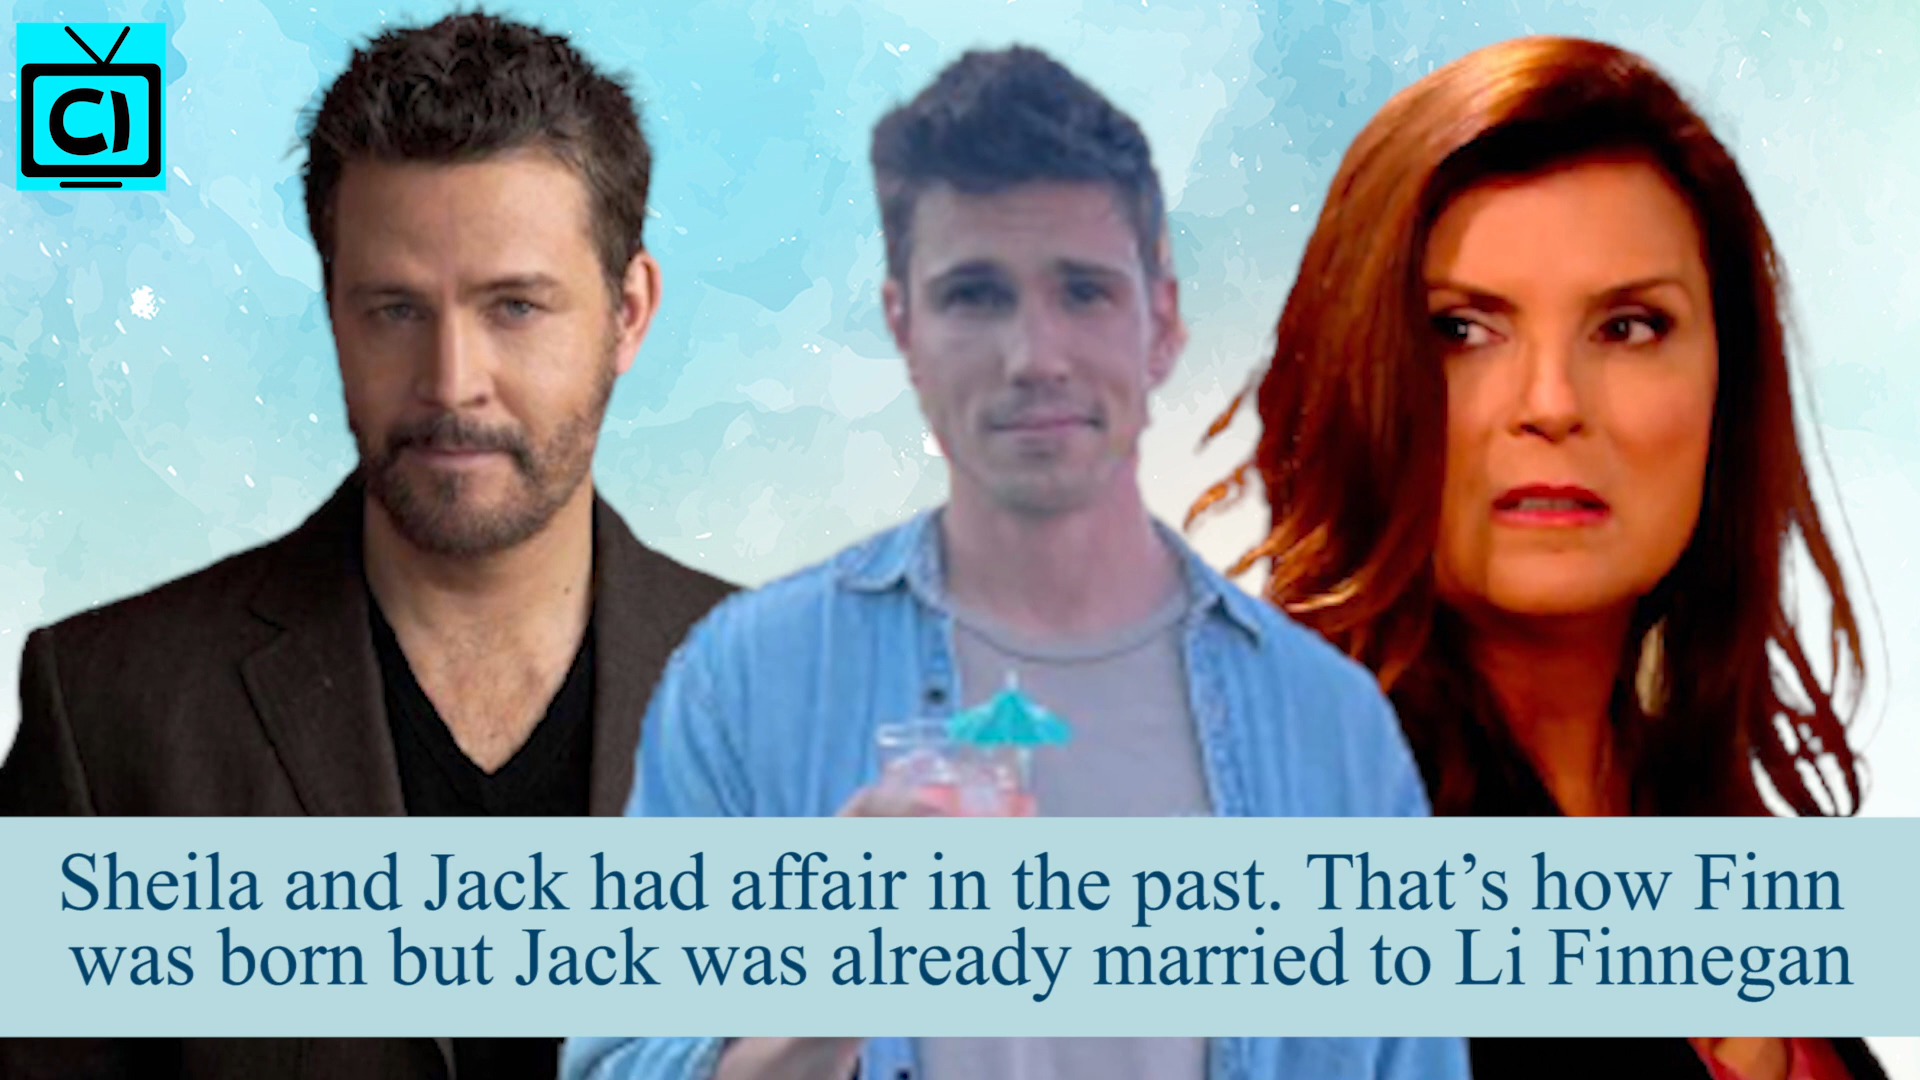 CI
Sheila and Jack had affair in the past. That’s how Finn
was born but Jack was already married to Li Finnegan